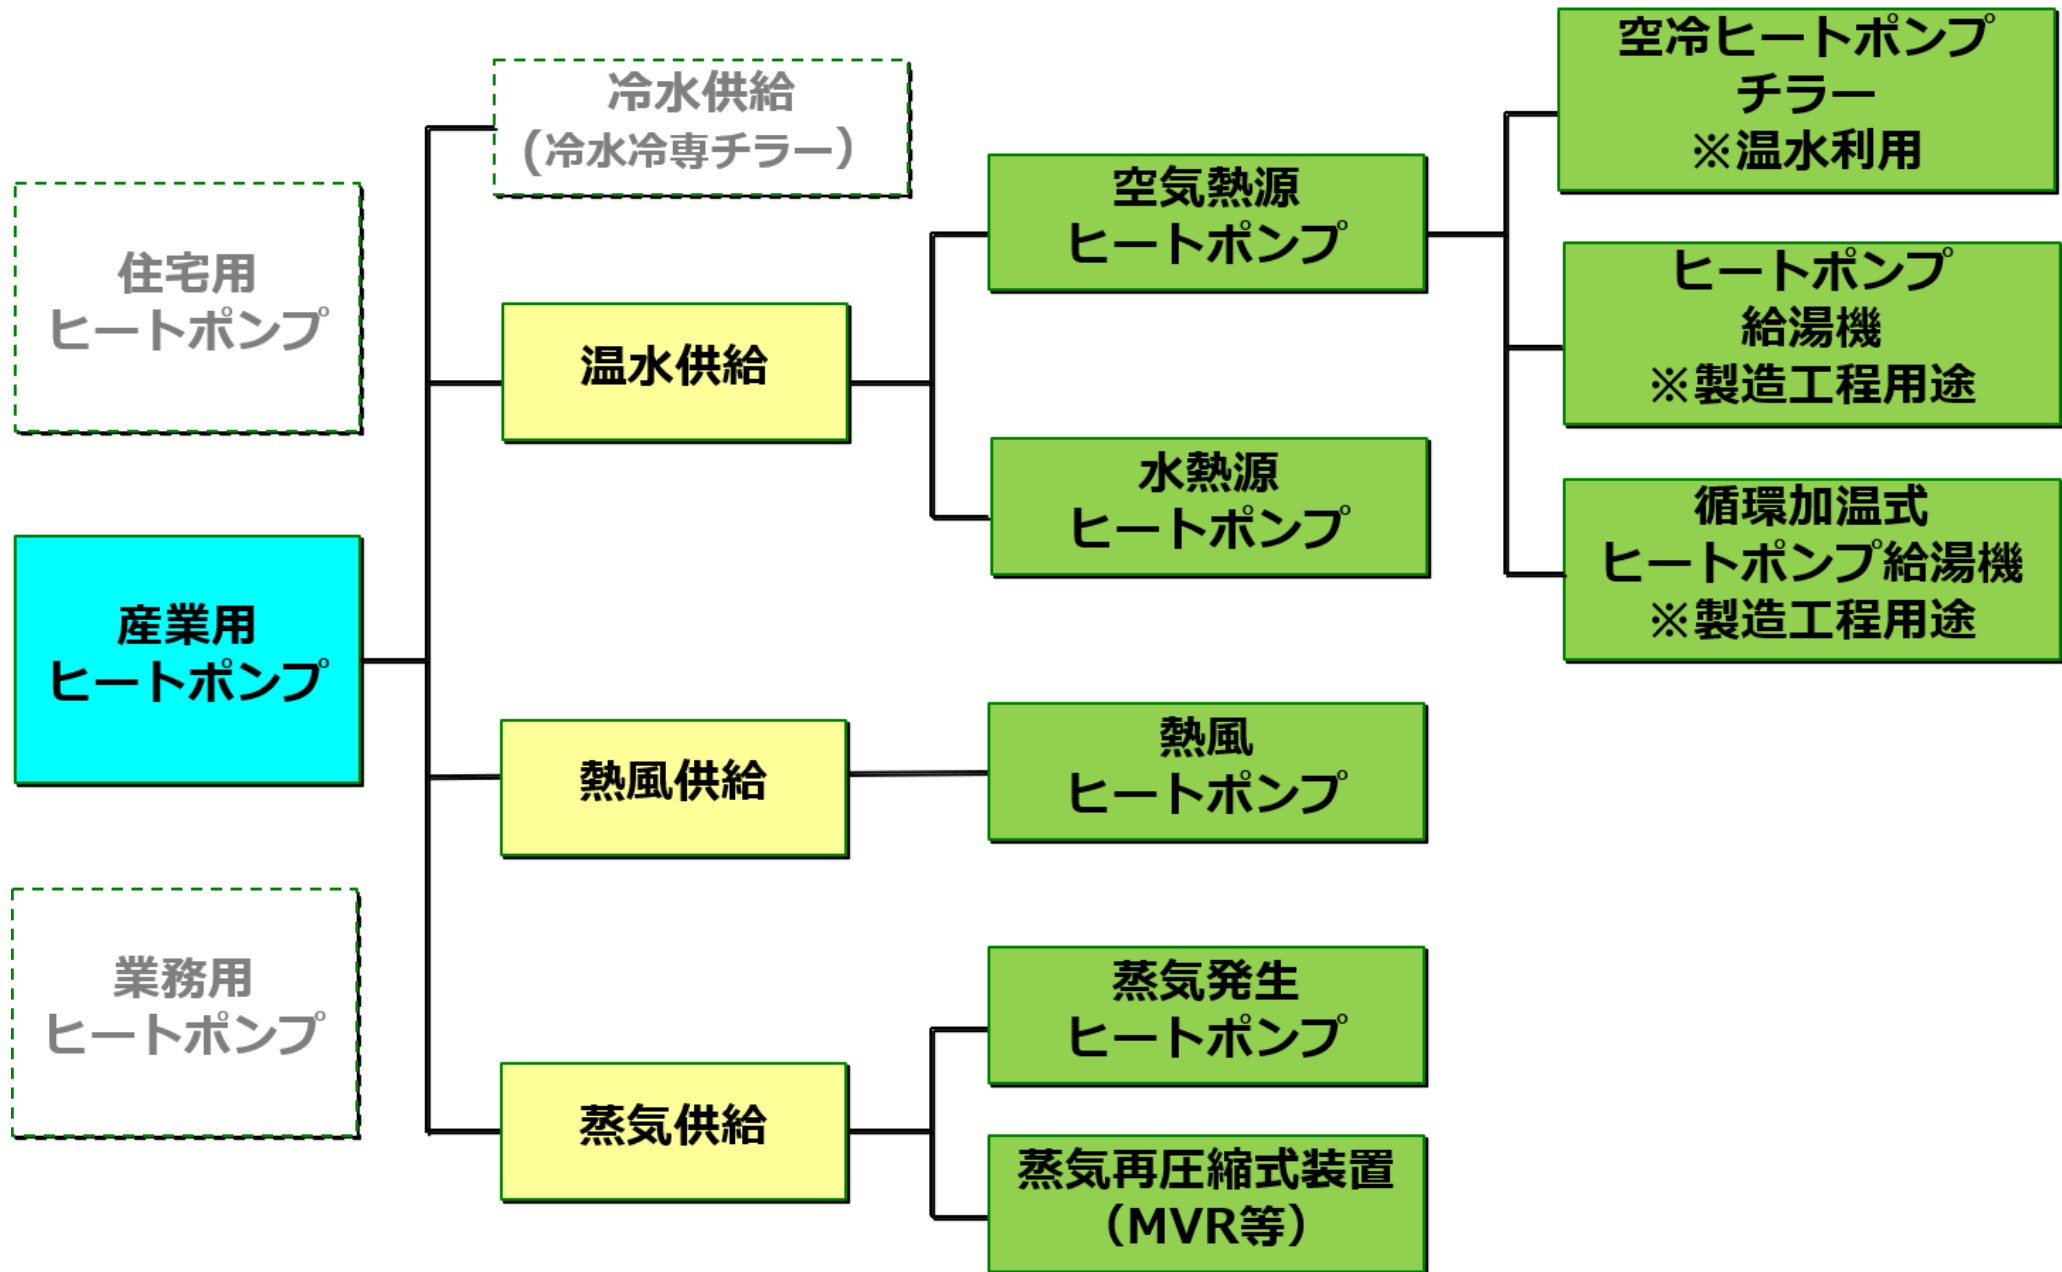 住宅用
ヒートポンプ
産業用
ヒートポンプ
業務用
ヒートポンプ
冷水供給
(冷水冷専チラー）
温水供給
熱風供給
蒸気供給
空気熱源
ヒートポンプ
水熱源
ヒートポンプ
熱風
ヒートポンプ
蒸気発生
ヒートポンプ
蒸気再圧縮式装置
（MVR等）
空冷ヒートポンプ
チラー
※温水利用
ヒートポンプ
給湯機
※製造工程用途
循環加温式
ヒートポンプ給湯機
※製造工程用途